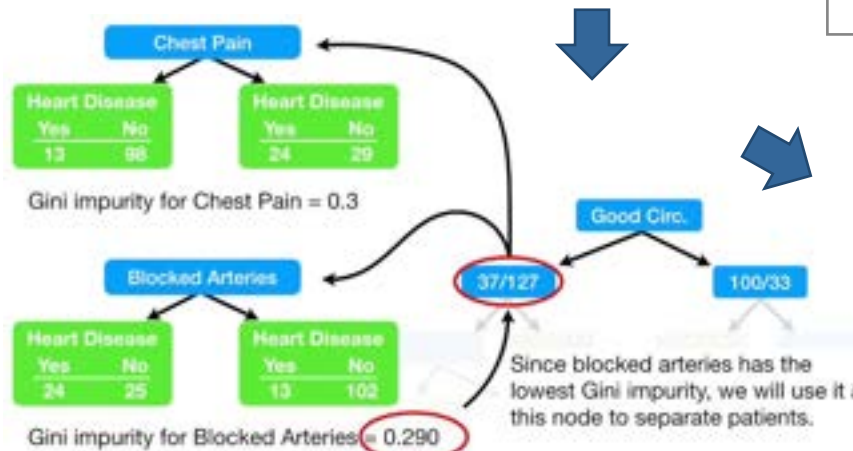 Chest Pain
Heart Disease Heart Disease
Yes No Yes No
13 98 24 29
Gini impurity for Chest Pain = 0.3
Good Circ.
Blocked Arteries
37/127 100/33
Heart Disease Heart Disease
Yes No Yes No
24 25 13 102
Since blocked arteries has the
lowest Gini impurity, we will use it
this node to separate patients.
Gini impurity for Blocked Arteries = 0.290